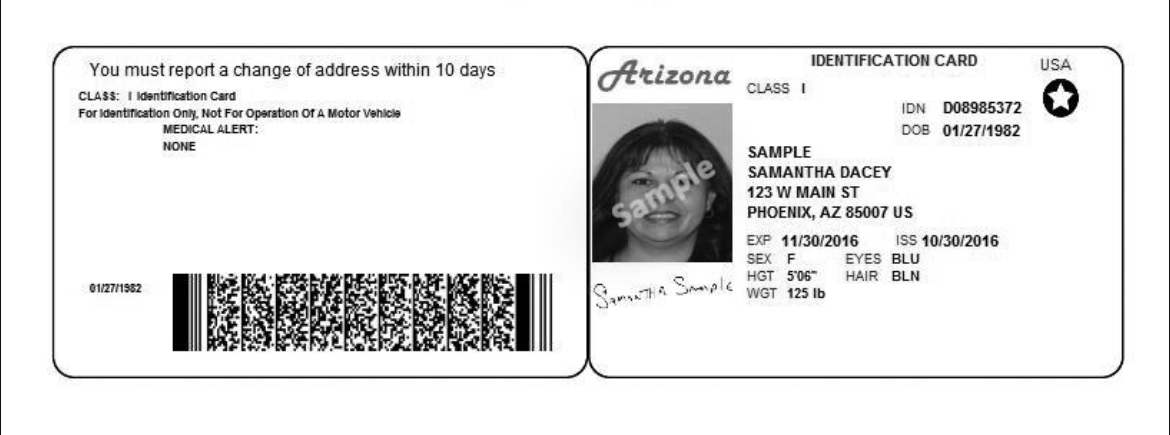 You must report a change of address within 10 days
CLASS: I Identification Card
For Identification Only, Not For Operation Of A Motor Vehicle
MEDICAL ALERT:
NONE
01/27/1982
Arizona
IDENTIFICATION CARD
USA
CLASS I
IDN D08985372
DOB 01/27/1982
Sample
SAMPLE
SAMANTHA DACEY
123 W MAIN ST
PHOENIX, AZ 85007 US
EXP 11/30/2016 ISS 10/30/2016
SEX F EYES BLU
HGT 5'06" HAIR BLN
WGT 125 lb
Samantha Sample